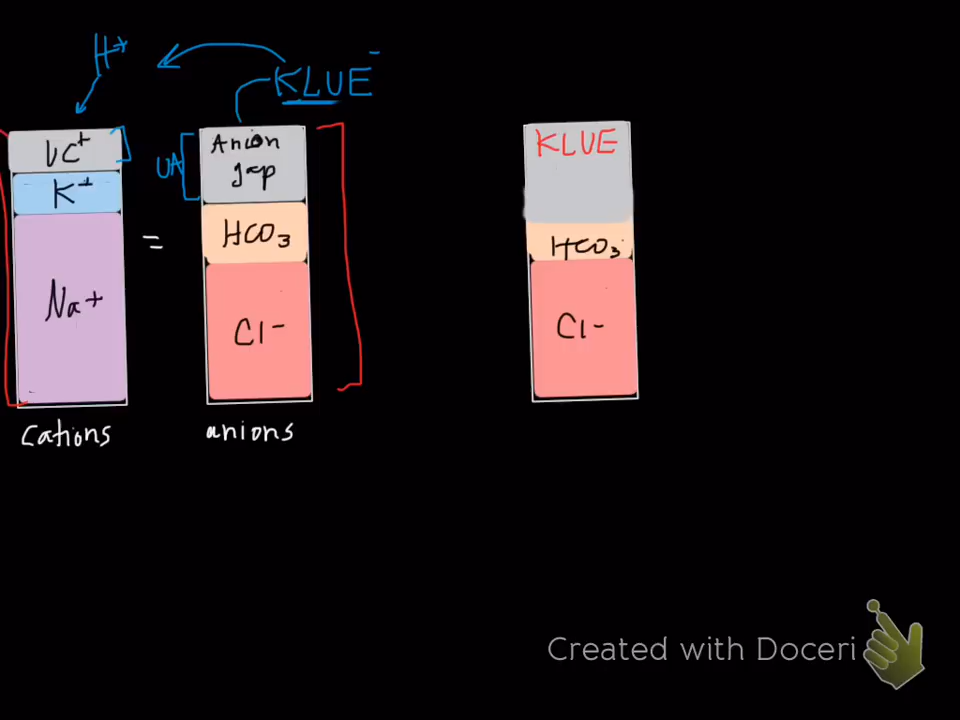 H+
KLUE-
UC+
K+
Na+
cations
=
UA
Anion
gap
HCO3
Cl-
anions
KLUE
HCO3
Cl-
Created with Doceri